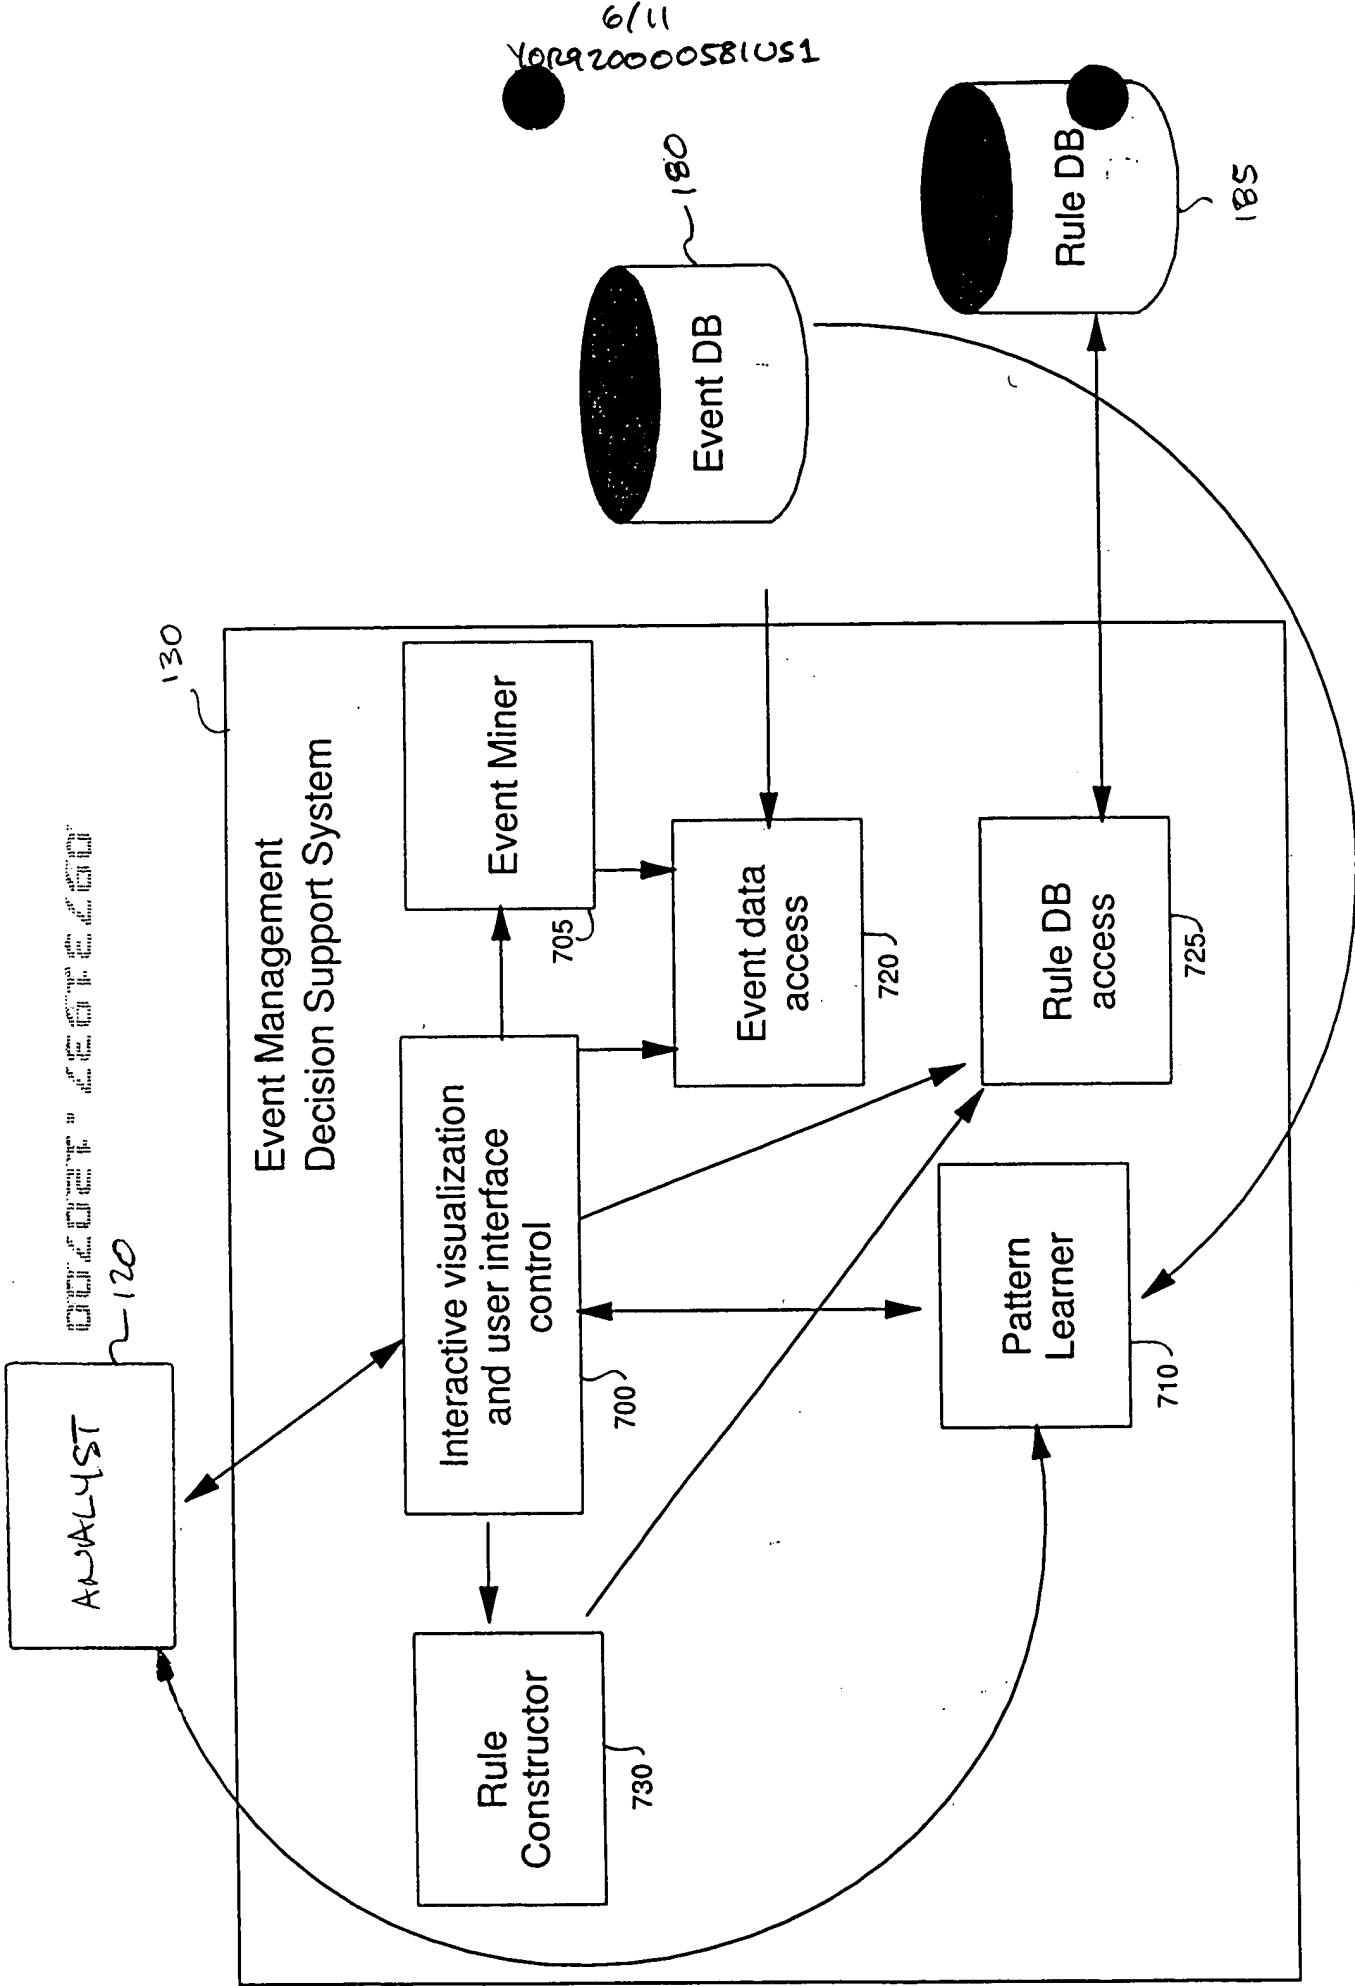 6/11
YOR920000581US1
09731937.120700
ANALYST
120
130
Event Management
Decision Support System
Rule
Constructor
730
Interactive visualization
and user interface
control
700
Event Miner
705
Event data
access
720
Pattern
Learner
710
Rule DB
access
725
Event DB
180
Rule DB
185